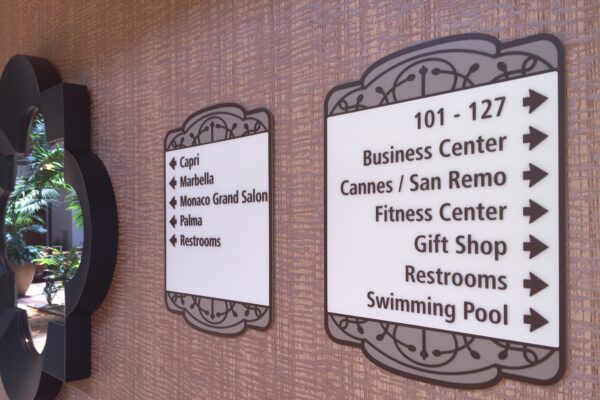 Capri
Marbella
Monaco Grand Salon
Palma
Restrooms
101 - 127
Business Center
Cannes / San Remo
Fitness Center
Gift Shop
Restrooms
Swimming Pool